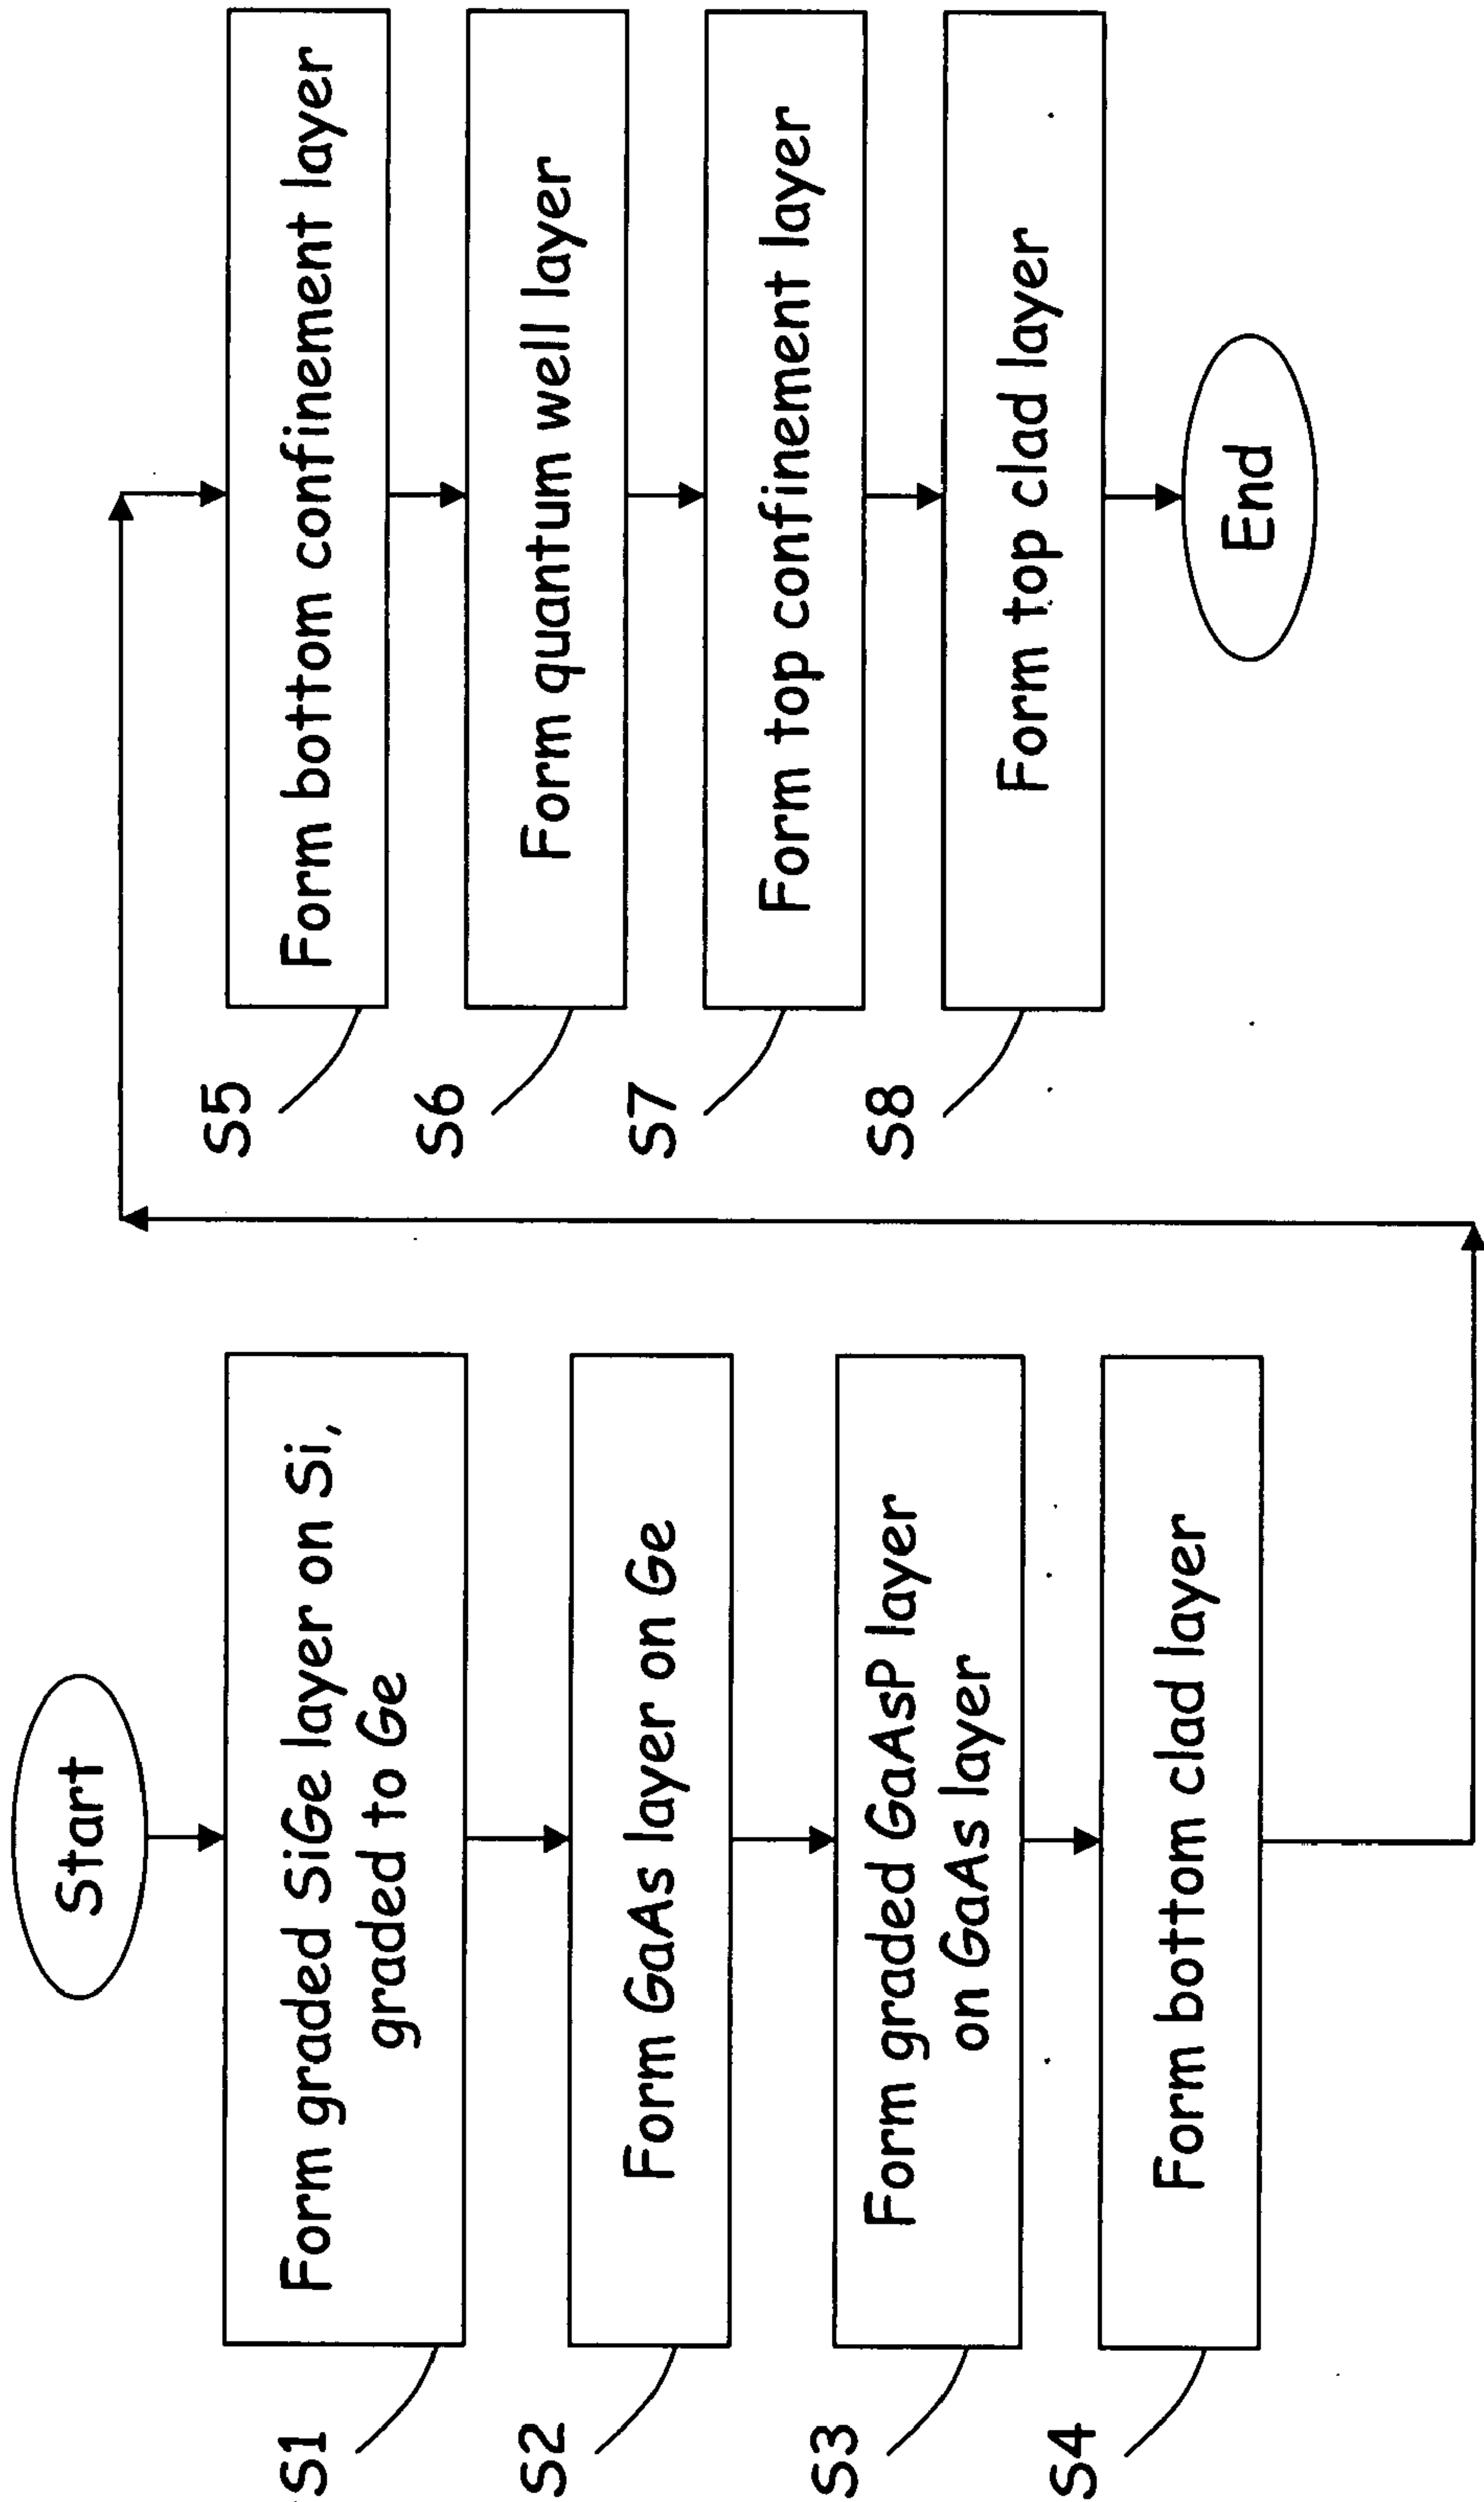 Start
S1
Form graded SiGe layer on Si,
graded to Ge
S2
Form GaAs layer on Ge
S3
Form graded GaAsP layer
on GaAs layer
S4
Form bottom clad layer
S5
Form bottom confinement layer
S6
Form quantum well layer
S7
Form top confinement layer
S8
Form top clad layer
End